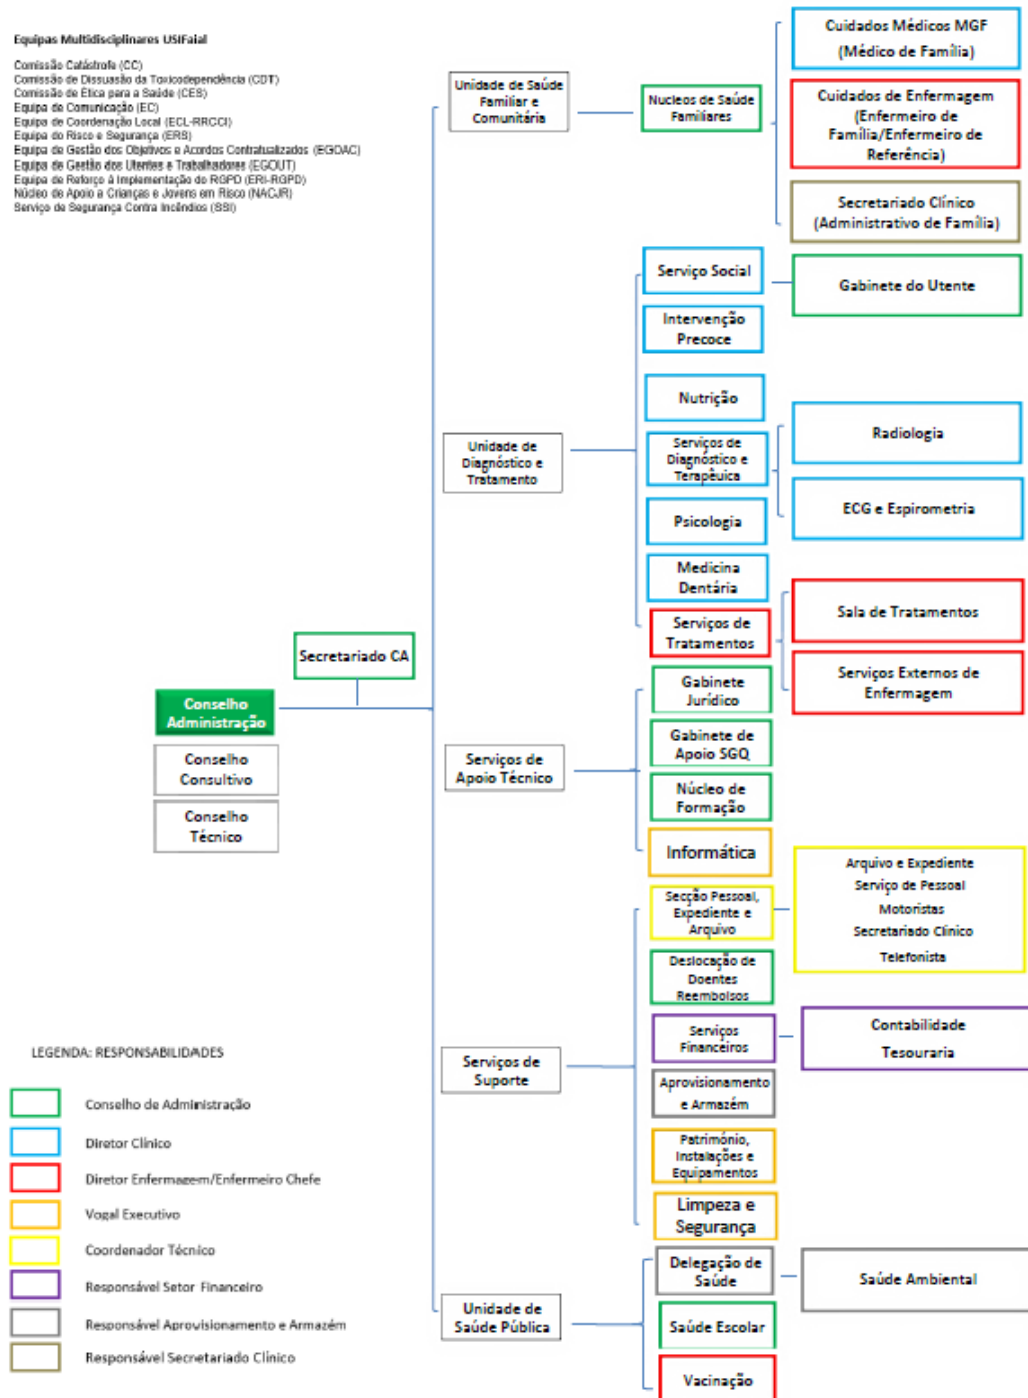 Equipas Multidisciplinares USIFaial
Comissão Catástrofe (CC)
Comissão de Dissuasão da Toxicodependência (CDT)
Comissão de Ética para a Saúde (CES)
Equipa de Comunicação (EC)
Equipa de Coordenação Local (ECL-RRCCI)
Equipa do Risco e Segurança (ERS)
Equipa de Gestão dos Objetivos e Acordos Contratualizados (EGOAC)
Equipa de Gestão dos Utentes e Trabalhadores (EGOUT)
Equipa de Reforço à Implementação do RGPD (ERI-RGPD)
Núcleo de Apoio a Crianças e Jovens em Risco (NACJR)
Serviço de Segurança Contra Incêndios (SSI)
Unidade de Saúde
Familiar e
Comunitária
Nucleos de Saúde
Familiares
Cuidados Médicos MGF
(Médico de Família)
Cuidados de Enfermagem
(Enfermeiro de
Família/Enfermeiro de
Referência)
Secretariado Clínico
(Administrativo de Família)
Unidade de
Diagnóstico e
Tratamento
Serviço Social
Gabinete do Utente
Intervenção
Precoce
Nutrição
Serviços de
Diagnóstico e
Terapêuica
Radiologia
ECG e Espirometria
Psicologia
Medicina
Dentária
Serviços de
Tratamentos
Sala de Tratamentos
Serviços Externos de
Enfermagem
Secretariado CA
Conselho
Administração
Conselho
Consultivo
Conselho
Técnico
Serviços de
Apoio Técnico
Gabinete
Jurídico
Gabinete de
Apoio SGQ
Núcleo de
Formação
Informática
Serviços de
Suporte
Secção Pessoal,
Expediente e
Arquivo
Arquivo e Expediente
Serviço de Pessoal
Motoristas
Secretariado Clínico
Telefonista
Deslocação de
Doentes
Reembolsos
Serviços
Financeiros
Contabilidade
Tesouraria
Aprovisionamento
e Armazém
Património,
Instalações e
Equipamentos
Limpeza e
Segurança
Unidade de
Saúde Pública
Delegação de
Saúde
Saúde Ambiental
Saúde Escolar
Vacinação
LEGENDA: RESPONSABILIDADES
Conselho de Administração
Diretor Clínico
Diretor Enfermagem/Enfermeiro Chefe
Vogal Executivo
Coordenador Técnico
Responsável Setor Financeiro
Responsável Aprovisionamento e Armazém
Responsável Secretariado Clínico